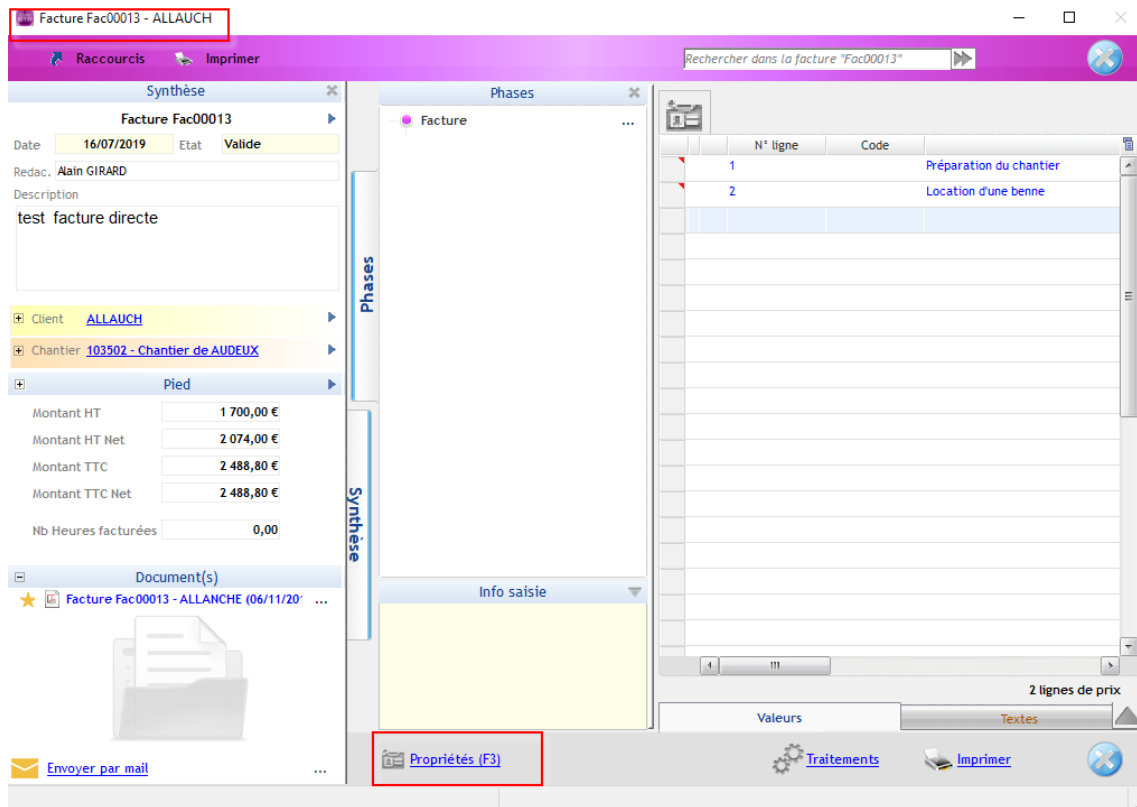 Facture Fac00013 - ALLAUCH
Raccourcis
Imprimer
Rechercher dans la facture "Fac00013"
Synthèse
Facture Fac00013
Date 16/07/2019 Etat Valide
Redac. Alain GIRARD
Description
test facture directe
Client ALLAUCH
Chantier 103502 - Chantier de AUDEUX
Pied
Montant HT 1 700,00 €
Montant HT Net 2 074,00 €
Montant TTC 2 488,80 €
Montant TTC Net 2 488,80 €
Nb Heures facturées 0,00
Document(s)
Facture Fac00013 - ALLANCHE (06/11/20 ...
Envoyer par mail ...
Phases
Synthèse
Phases
Facture ...
Info saisie
Propriétés (F3)
N° ligne Code
1 Préparation du chantier
2 Location d'une benne
2 lignes de prix
Valeurs
Textes
Traitements
Imprimer